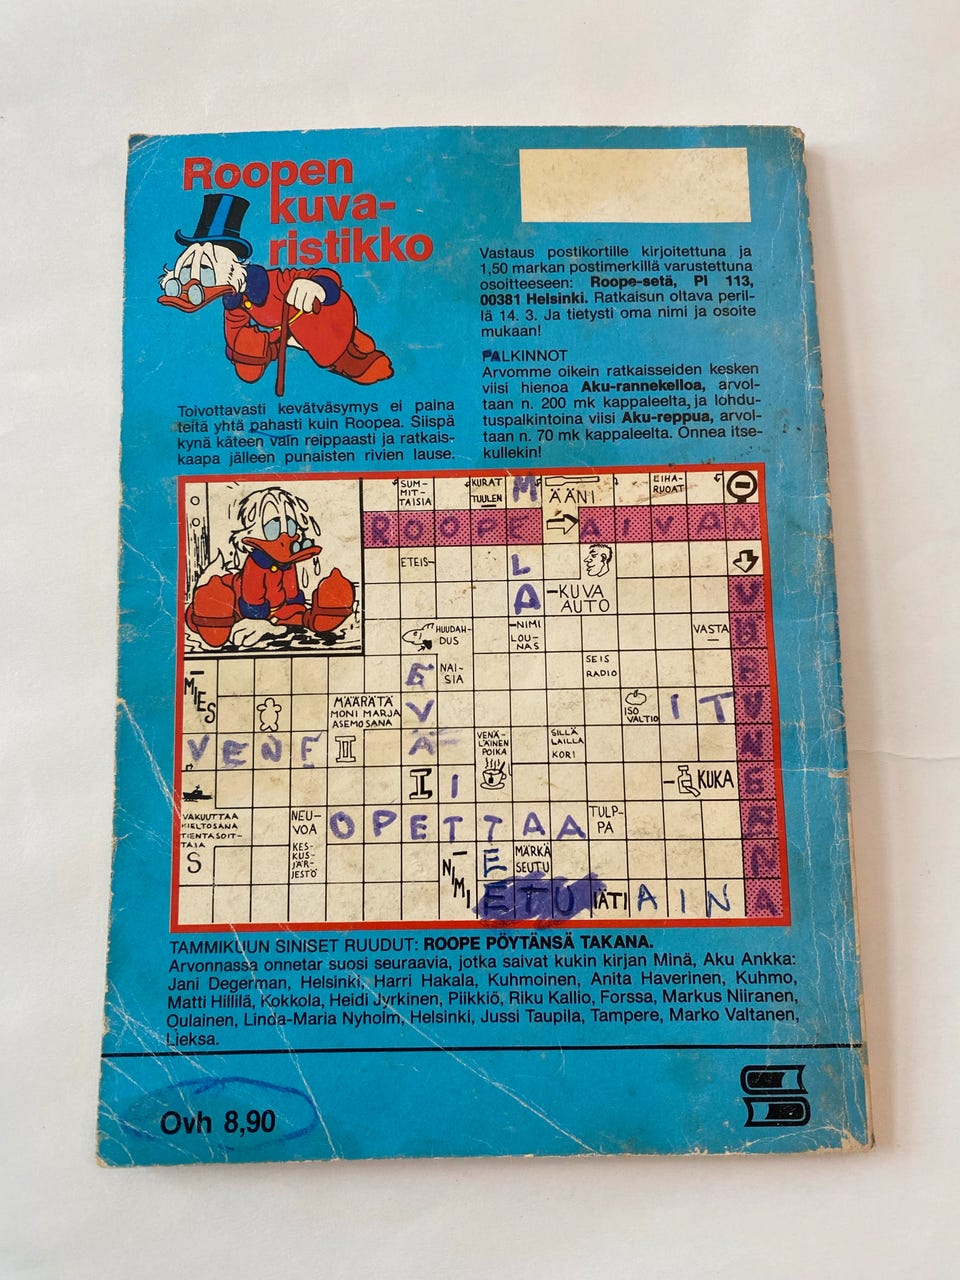 Roopen
kuva-
ristikko
Vastaus postikortille kirjoitettuna ja
1,50 markan postimerkillä varustettuna
osoitteeseen: Roope-setä, Pl 113,
00381 Helsinki. Ratkaisun oltava peril-
lä 14. 3. Ja tietysti oma nimi ja osoite
mukaan!
PALKINNOT
Arvomme oikein ratkaisseiden kesken
viisi hienoa Aku-rannekelloa, arvol-
taan n. 200 mk kappaleelta, ja lohdu-
tuspalkintoina viisi Aku-reppua, arvol-
taan n. 70 mk kappaleelta. Onnea itse-
kullekin!
Toivottavasti kevätväsymys ei paina
teitä yhtä pahasti kuin Roopea. Siispä
kynä käteen vain reippaasti ja ratkais-
kaapa jälleen punaisten rivien lause.
SUM-
MIT-
TAISIA
KURAT
TUULEN
M
ÄÄNI
EIHA-
RUOAT
ROOPE AIVAN
ETEIS-
L
A
-KUVA
AUTO
V
HUUDAH-
DUS
-NIMI
LOU-
NAS
VASTA
U
MIES
E
NAI-
SIA
SEIS
RADIO
R
MÄÄRÄTÄ
MONI MARJA
ASEMOSANA
V
ISO
VALTIO
I T U
VENE
II
Ä
VENÄ-
LÄINEN
POIKA
SILLÄ
LAILLA
KORI
N
I
I
-KUKA
E
VAKUUTTAA
KIELTOSANA
TIENTASOIT-
TAJA
NEU-
VOA
OPETTAA
TULP-
PA
R
S
KES-
KUS-
JÄR-
JESTÖ
NIMI
E
MÄRKÄ
SEUTU
N
ETU
ÄTI
AIN
A
TAMMIKUUN SINISET RUUDUT: ROOPE PÖYTÄNSÄ TAKANA.
Arvonnassa onnetar suosi seuraavia, jotka saivat kukin kirjan Minä, Aku Ankka:
Jani Degerman, Helsinki, Harri Hakala, Kuhmoinen, Anita Haverinen, Kuhmo,
Matti Hillilä, Kokkola, Heidi Jyrkinen, Piikkiö, Riku Kallio, Forssa, Markus Niiranen,
Oulainen, Linda-Maria Nyholm, Helsinki, Jussi Taupila, Tampere, Marko Valtanen,
Lieksa.
Ovh 8,90